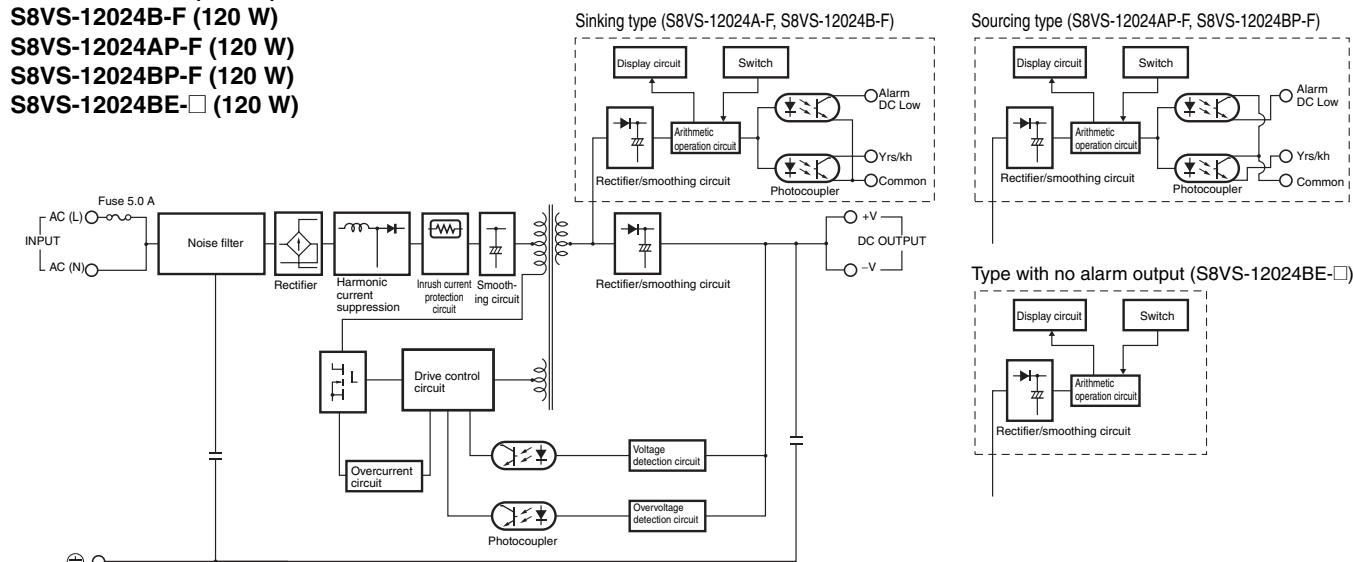 S8VS-12024B-F (120 W)
S8VS-12024AP-F (120 W)
S8VS-12024BP-F (120 W)
S8VS-12024BE-□ (120 W)
Sinking type (S8VS-12024A-F, S8VS-12024B-F)
Display circuit
Switch
Arithmetic
operation circuit
Rectifier/smoothing circuit
Photocoupler
Alarm
DC Low
Yrs/kh
Common
Sourcing type (S8VS-12024AP-F, S8VS-12024BP-F)
Display circuit
Switch
Arithmetic
operation circuit
Rectifier/smoothing circuit
Photocoupler
Alarm
DC Low
Yrs/kh
Common
Fuse 5.0 A
AC (L)
INPUT
AC (N)
Noise filter
Rectifier
Harmonic
current
suppression
Inrush current
protection
circuit
Smooth-
ing circuit
Rectifier/smoothing circuit
+V
DC OUTPUT
–V
Drive control
circuit
Overcurrent
circuit
Voltage
detection circuit
Overvoltage
detection circuit
Photocoupler
Type with no alarm output (S8VS-12024BE-□)
Display circuit
Switch
Arithmetic
operation circuit
Rectifier/smoothing circuit